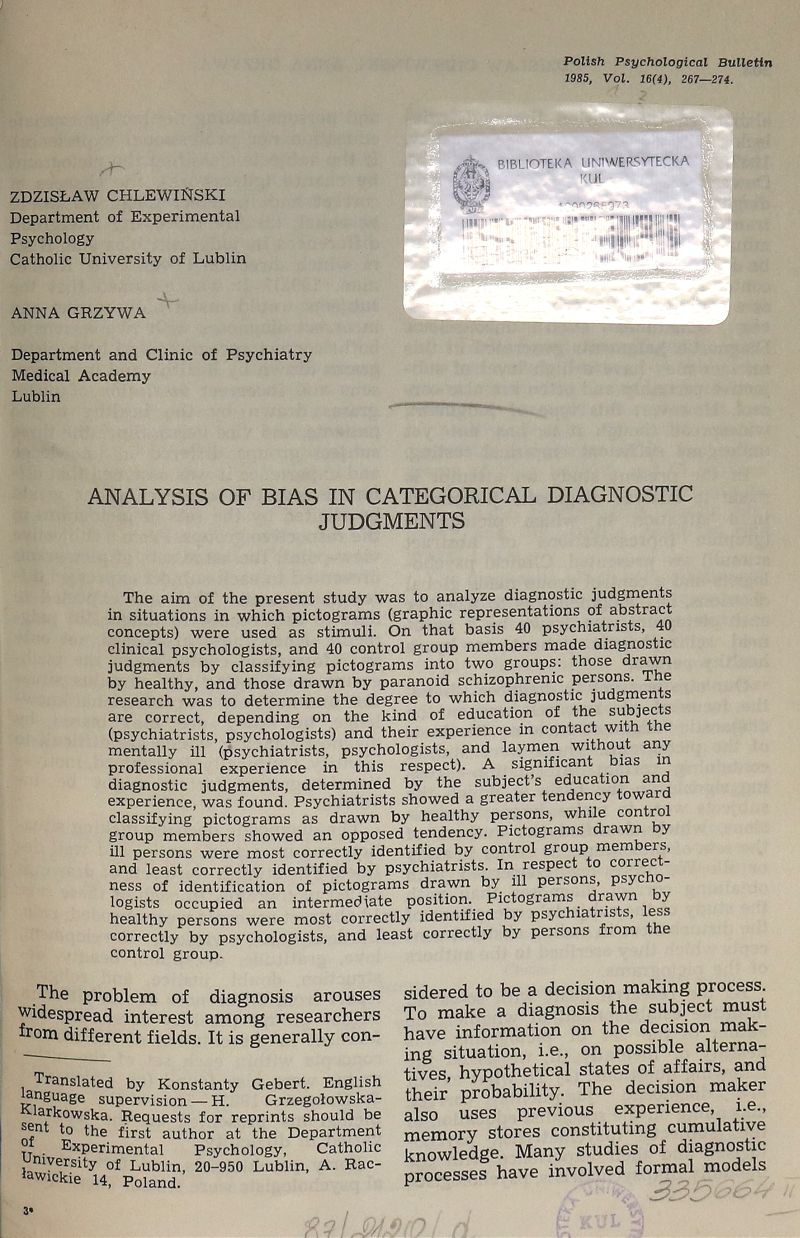 Polish Psychological Bulletin
1985, Vol. 16(4), 267—274.
BIBLIOTEKA UNIWERSYTECKA
KUL
ZDZISŁAW CHLEWIŃSKI
Department of Experimental
Psychology
Catholic University of Lublin
ANNA GRZYWA
Department and Clinic of Psychiatry
Medical Academy
Lublin
ANALYSIS OF BIAS IN CATEGORICAL DIAGNOSTIC
JUDGMENTS
The aim of the present study was to analyze diagnostic judgments
in situations in which pictograms (graphic representations of abstract
concepts) were used as stimuli. On that basis 40 psychiatrists, 40
clinical psychologists, and 40 control group members made diagnostic
judgments by classifying pictograms into two groups: those drawn
by healthy, and those drawn by paranoid schizophrenic persons. The
research was to determine the degree to which diagnostic judgments
are correct, depending on the kind of education of the subjects
(psychiatrists, psychologists) and their experience in contact with the
mentally ill (psychiatrists, psychologists, and laymen without any
professional experience in this respect). A significant bias in
diagnostic judgments, determined by the subject's education and
experience, was found. Psychiatrists showed a greater tendency toward
classifying pictograms as drawn by healthy persons, while control
group members showed an opposed tendency. Pictograms drawn by
ill persons were most correctly identified by control group members,
and least correctly identified by psychiatrists. In respect to correct-
ness of identification of pictograms drawn by ill persons, psycho-
logists occupied an intermediate position. Pictograms drawn by
healthy persons were most correctly identified by psychiatrists, less
correctly by psychologists, and least correctly by persons from the
control group.
The problem of diagnosis arouses
widespread interest among researchers
from different fields. It is generally con-
Translated by Konstanty Gebert. English
language supervision — H. Grzegołowska-
Klarkowska. Requests for reprints should be
sent to the first author at the Department
of Experimental Psychology, Catholic
University of Lublin, 20-950 Lublin, A. Rac-
ławickie 14, Poland.
3*
sidered to be a decision making process.
To make a diagnosis the subject must
have information on the decision mak-
ing situation, i.e., on possible alterna-
tives, hypothetical states of affairs, and
their probability. The decision maker
also uses previous experience, i.e.,
memory stores constituting cumulative
knowledge. Many studies of diagnostic
processes have involved formal models
335664
KUL